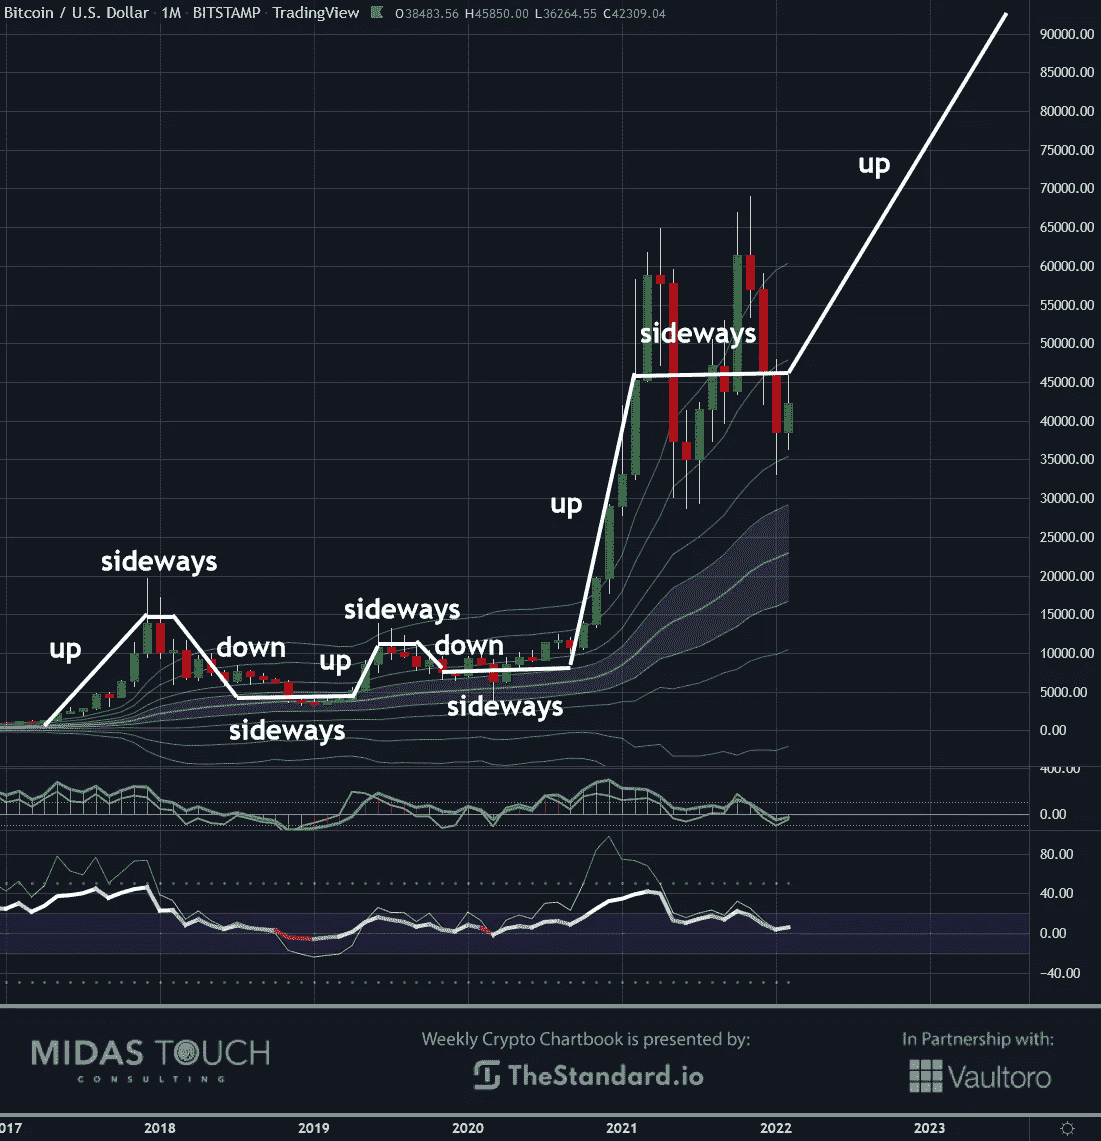 Bitcoin / U.S. Dollar · 1M · BITSTAMP · TradingView O38483.56 H45850.00 L36264.55 C42309.04
90000.00
85000.00
80000.00
75000.00
up
70000.00
65000.00
60000.00
55000.00
sideways
50000.00
45000.00
40000.00
35000.00
up
30000.00
25000.00
sideways
20000.00
sideways
15000.00
up
down
up
down
10000.00
5000.00
sideways
sideways
0.00
400.00
0.00
80.00
40.00
0.00
−40.00
MIDAS TOUCH
CONSULTING
Weekly Crypto Chartbook is presented by:
TheStandard.io
In Partnership with:
Vaultoro
017 2018 2019 2020 2021 2022 2023